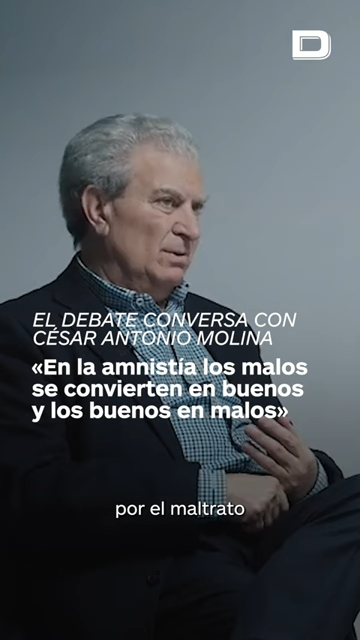 D
EL DEBATE CONVERSA CON
CÉSAR ANTONIO MOLINA
«En la amnistía los malos
se convierten en buenos
y los buenos en malos»
por el maltrato